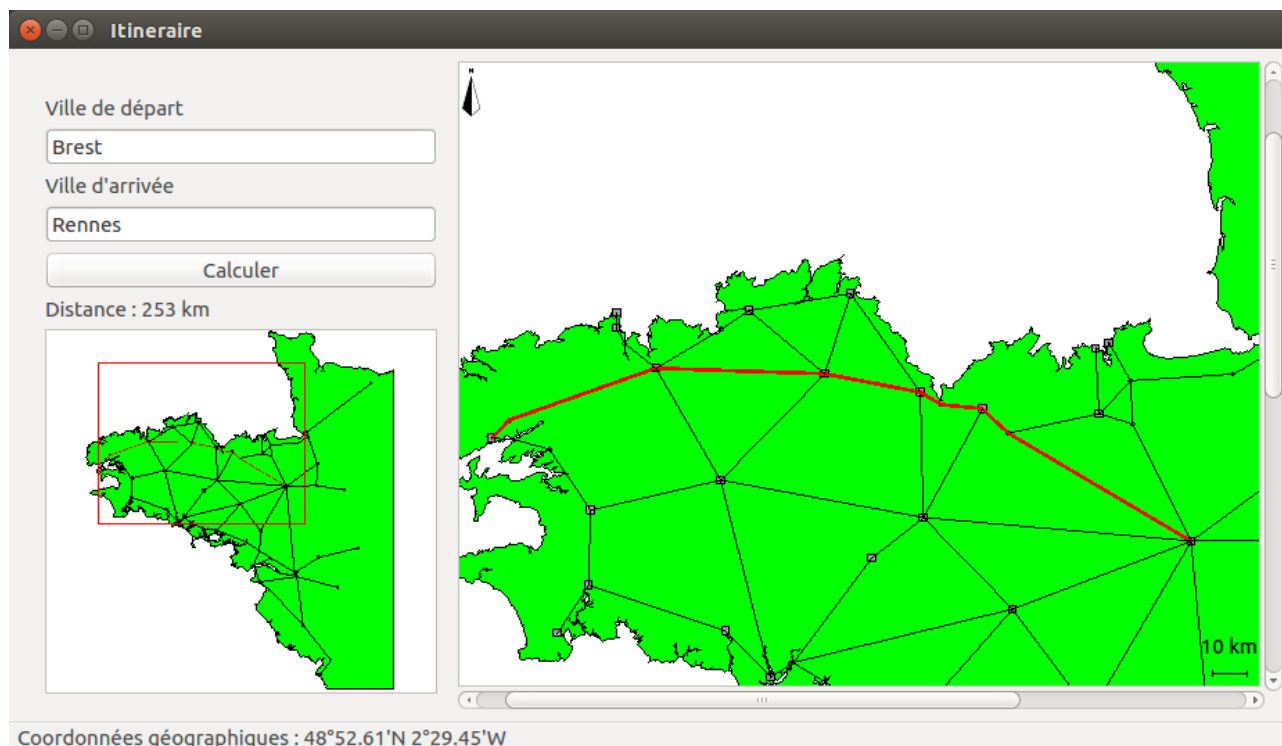 Itineraire
Ville de départ
Brest
Ville d'arrivée
Rennes
Calculer
Distance : 253 km
N
10 km
Coordonnées géographiques : 48°52.61'N 2°29.45'W